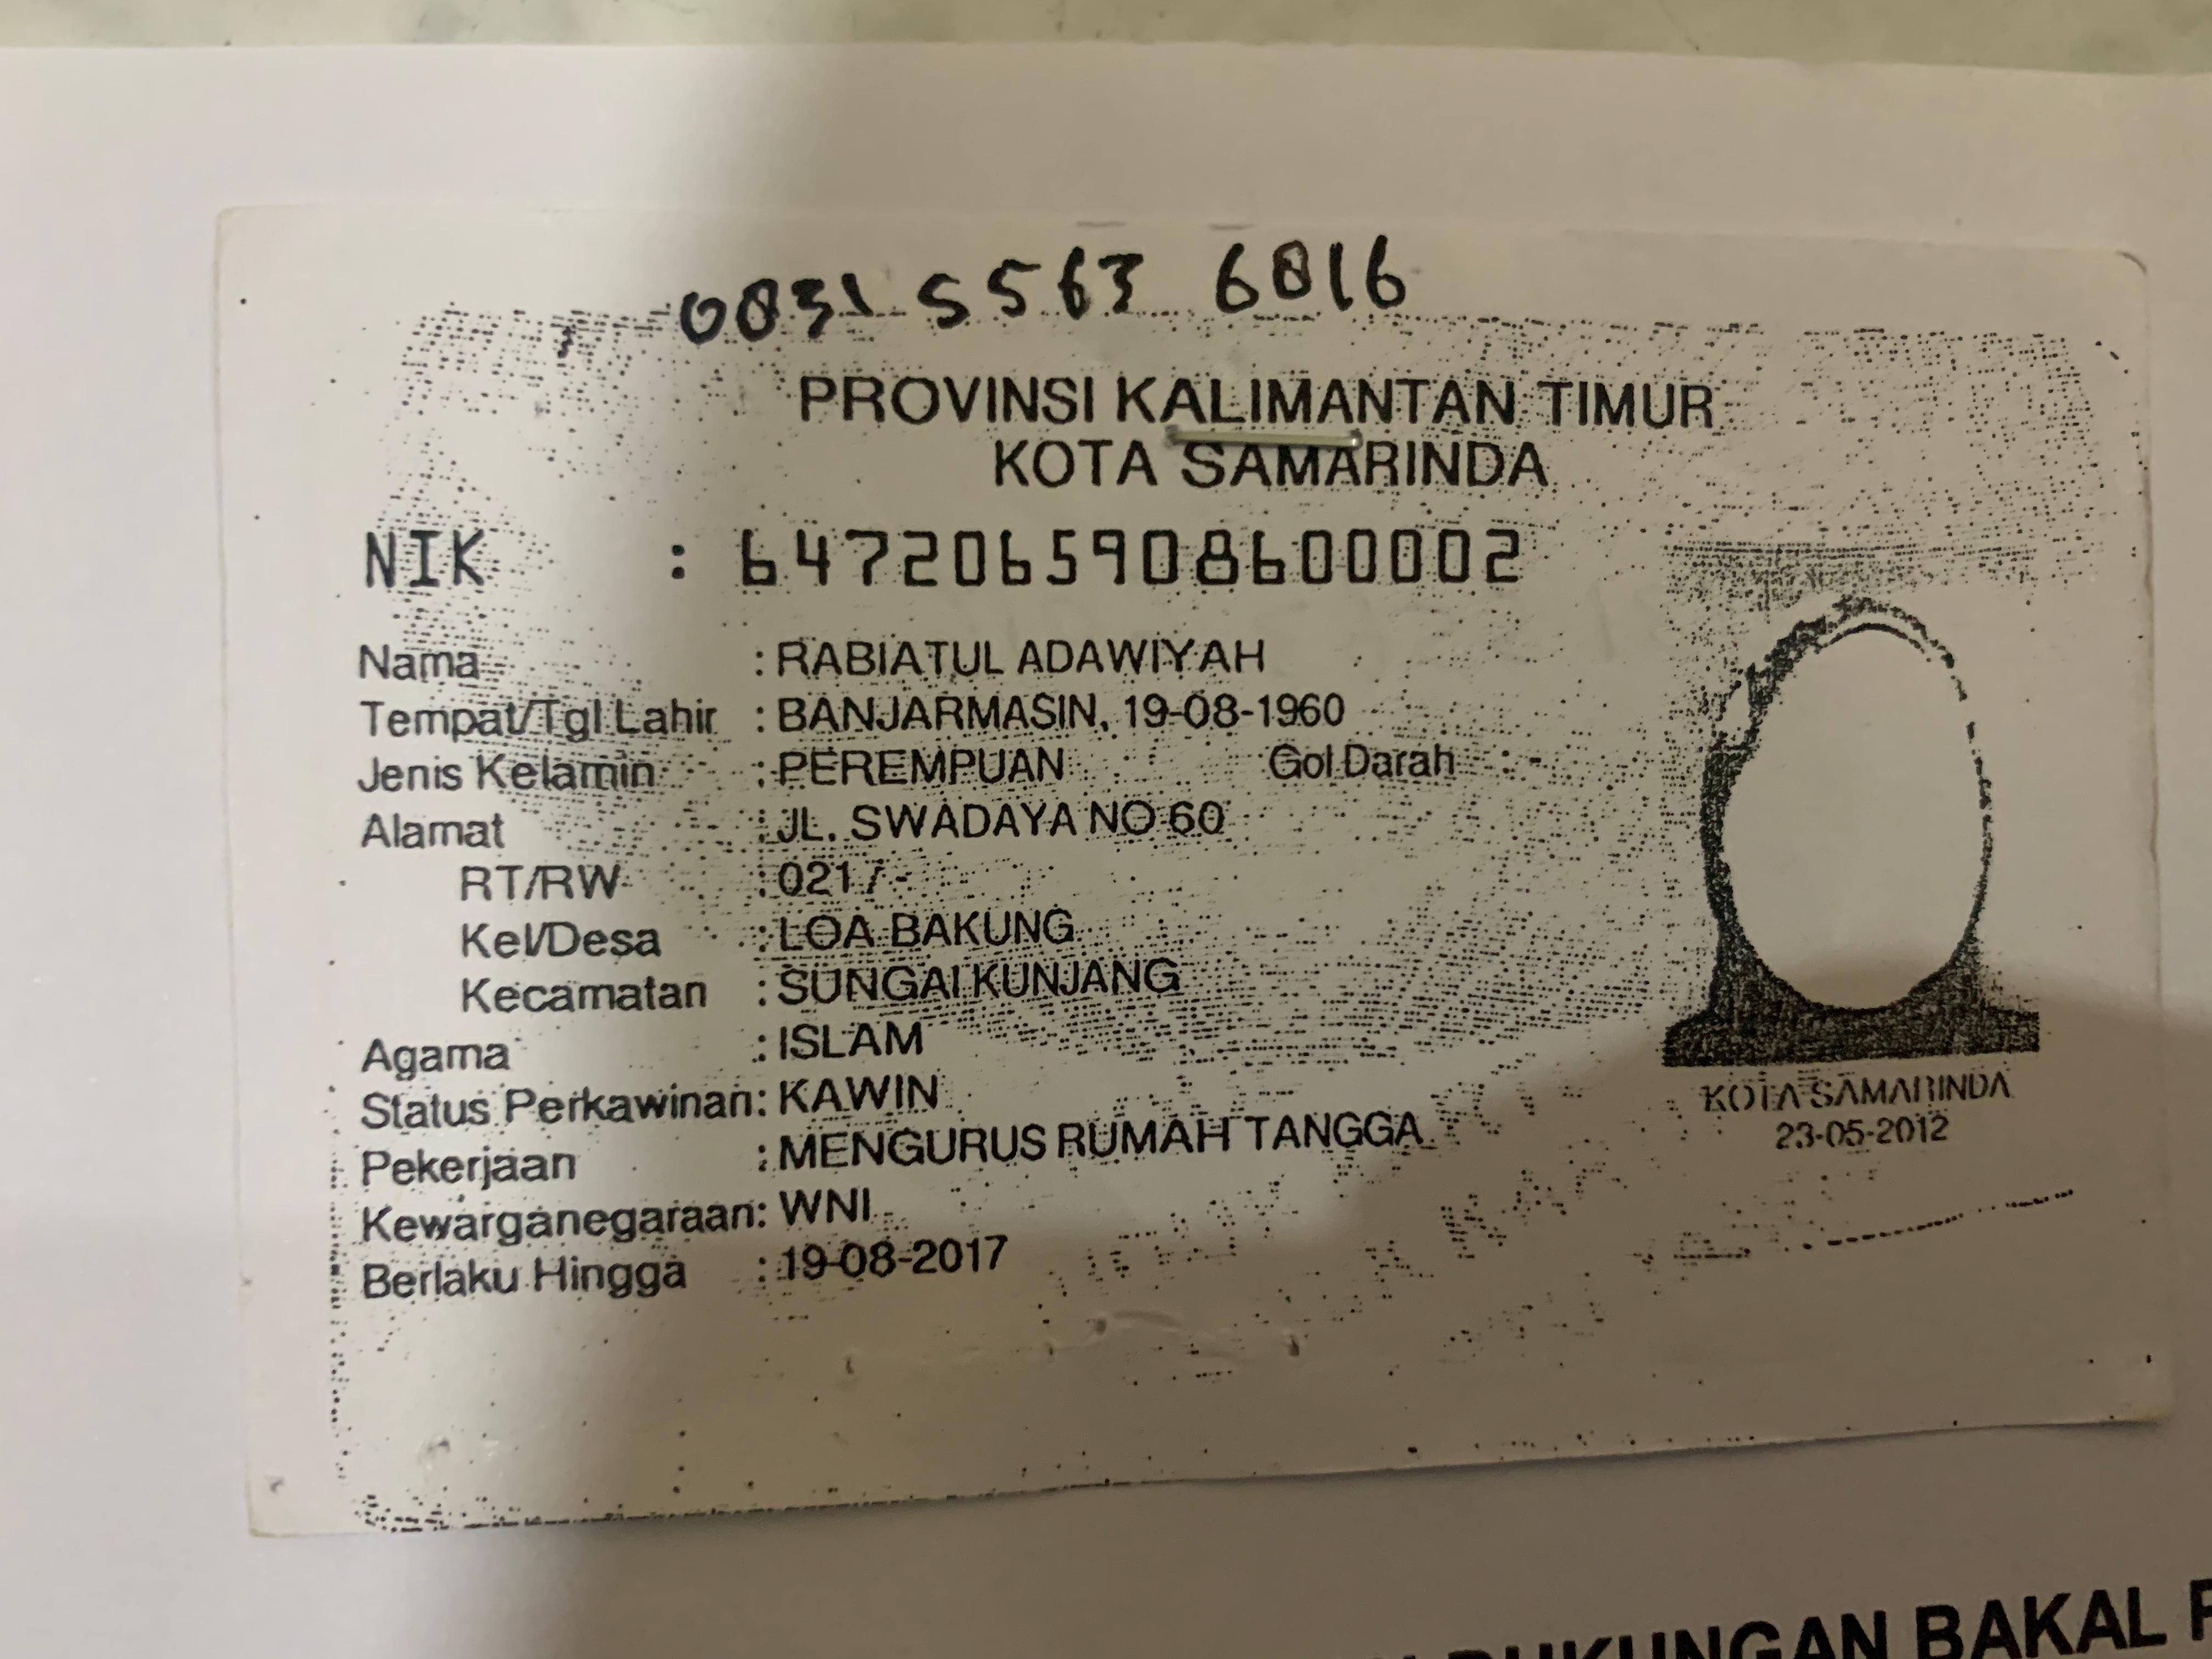 0831 5563 6816
PROVINSI KALIMANTAN TIMUR
KOTA SAMARINDA
NIK : 6472065908600002
Nama : RABIATUL ADAWIYAH
Tempat/Tgl Lahir : BANJARMASIN, 19-08-1960
Jenis Kelamin : PEREMPUAN Gol Darah : -
Alamat : JL. SWADAYA NO 60
RT/RW : 021 / -
Kel/Desa : LOA BAKUNG
Kecamatan : SUNGAI KUNJANG
Agama : ISLAM
Status Perkawinan : KAWIN
Pekerjaan : MENGURUS RUMAH TANGGA
Kewarganegaraan : WNI
Berlaku Hingga : 19-08-2017
KOTA SAMARINDA
23-05-2012
DUKUNGAN BAKAL